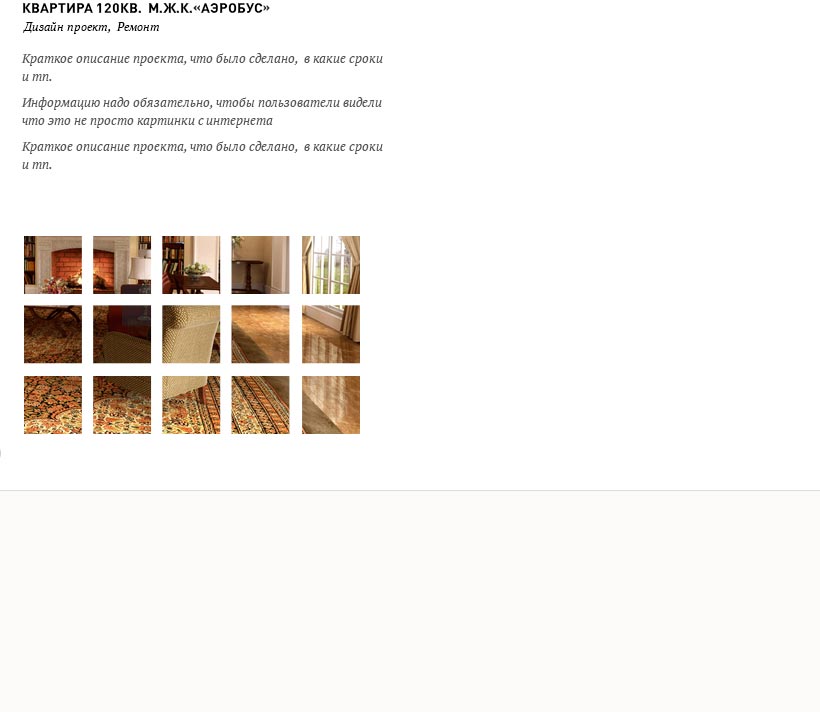 КВАРТИРА 120КВ. М.Ж.К.«АЭРОБУС»
Дизайн проект, Ремонт
Краткое описание проекта, что было сделано, в какие сроки
и тп.
Информацию надо обязательно, чтобы пользователи видели
что это не просто картинки с интернета
Краткое описание проекта, что было сделано, в какие сроки
и тп.